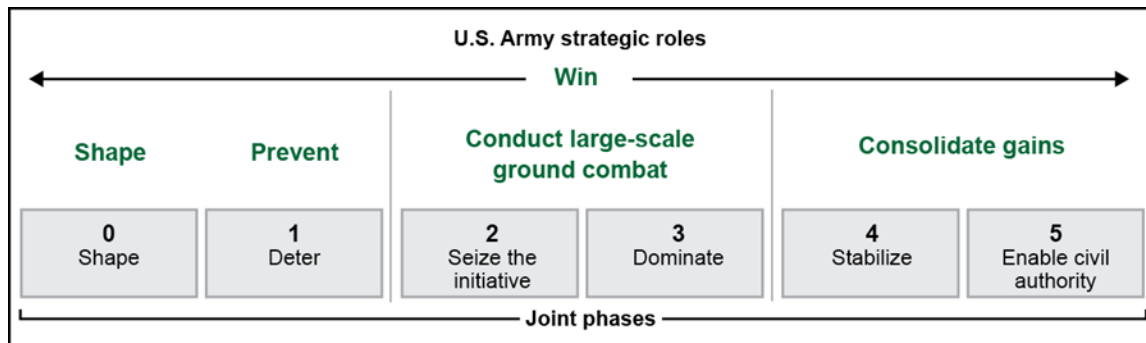 U.S. Army strategic roles
Win
Shape
Prevent
Conduct large-scale
ground combat
Consolidate gains
0
Shape
1
Deter
2
Seize the
initiative
3
Dominate
4
Stabilize
5
Enable civil
authority
Joint phases